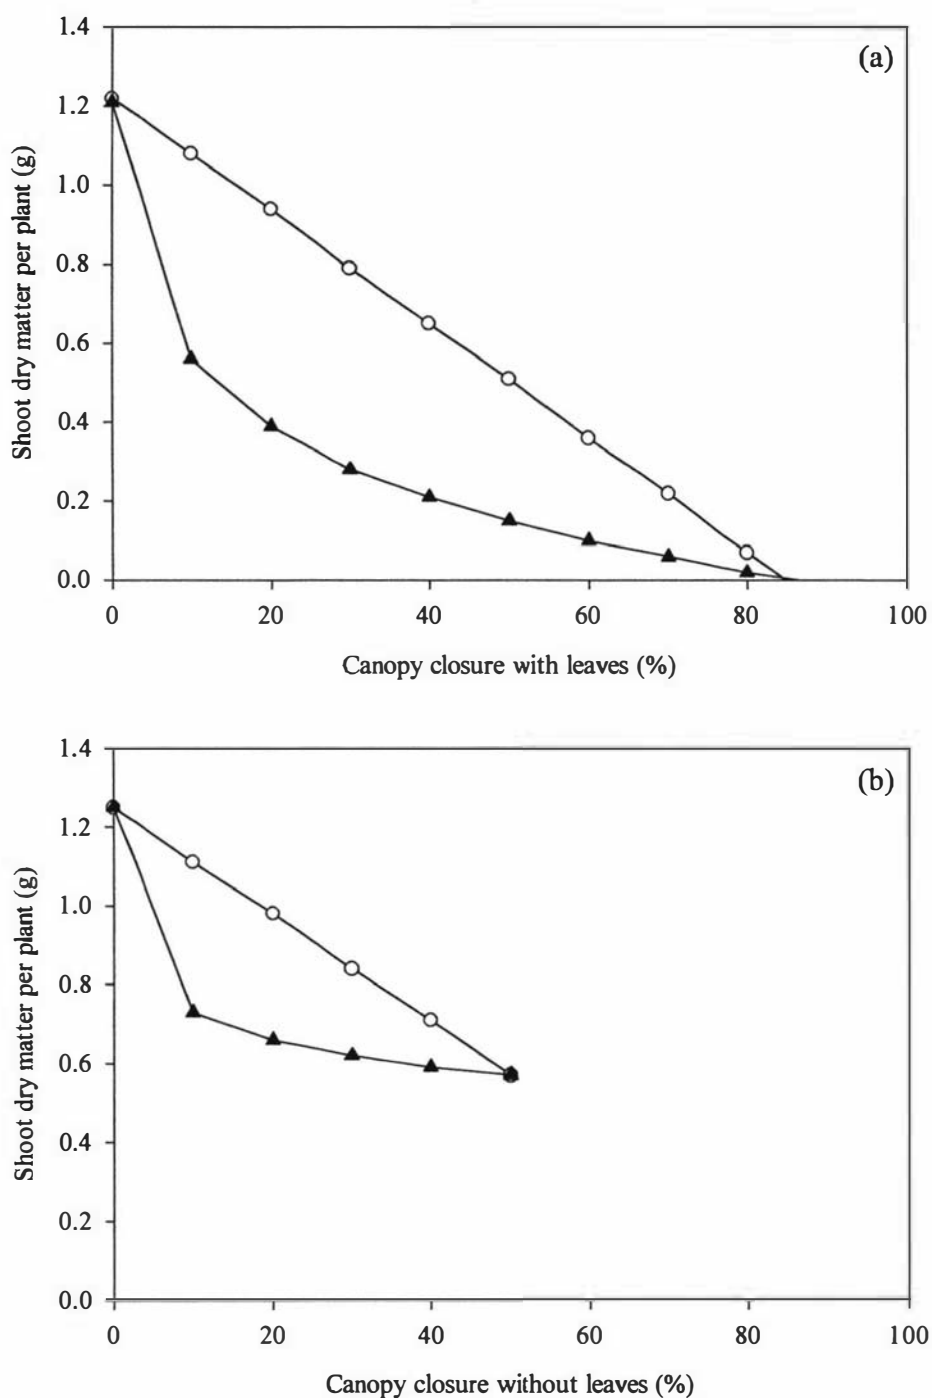 (a)
Shoot dry matter per plant (g)
1.4
1.2
1.0
0.8
0.6
0.4
0.2
0.0
0 20 40 60 80 100
Canopy closure with leaves (%)
(b)
Shoot dry matter per plant (g)
1.4
1.2
1.0
0.8
0.6
0.4
0.2
0.0
0 20 40 60 80 100
Canopy closure without leaves (%)